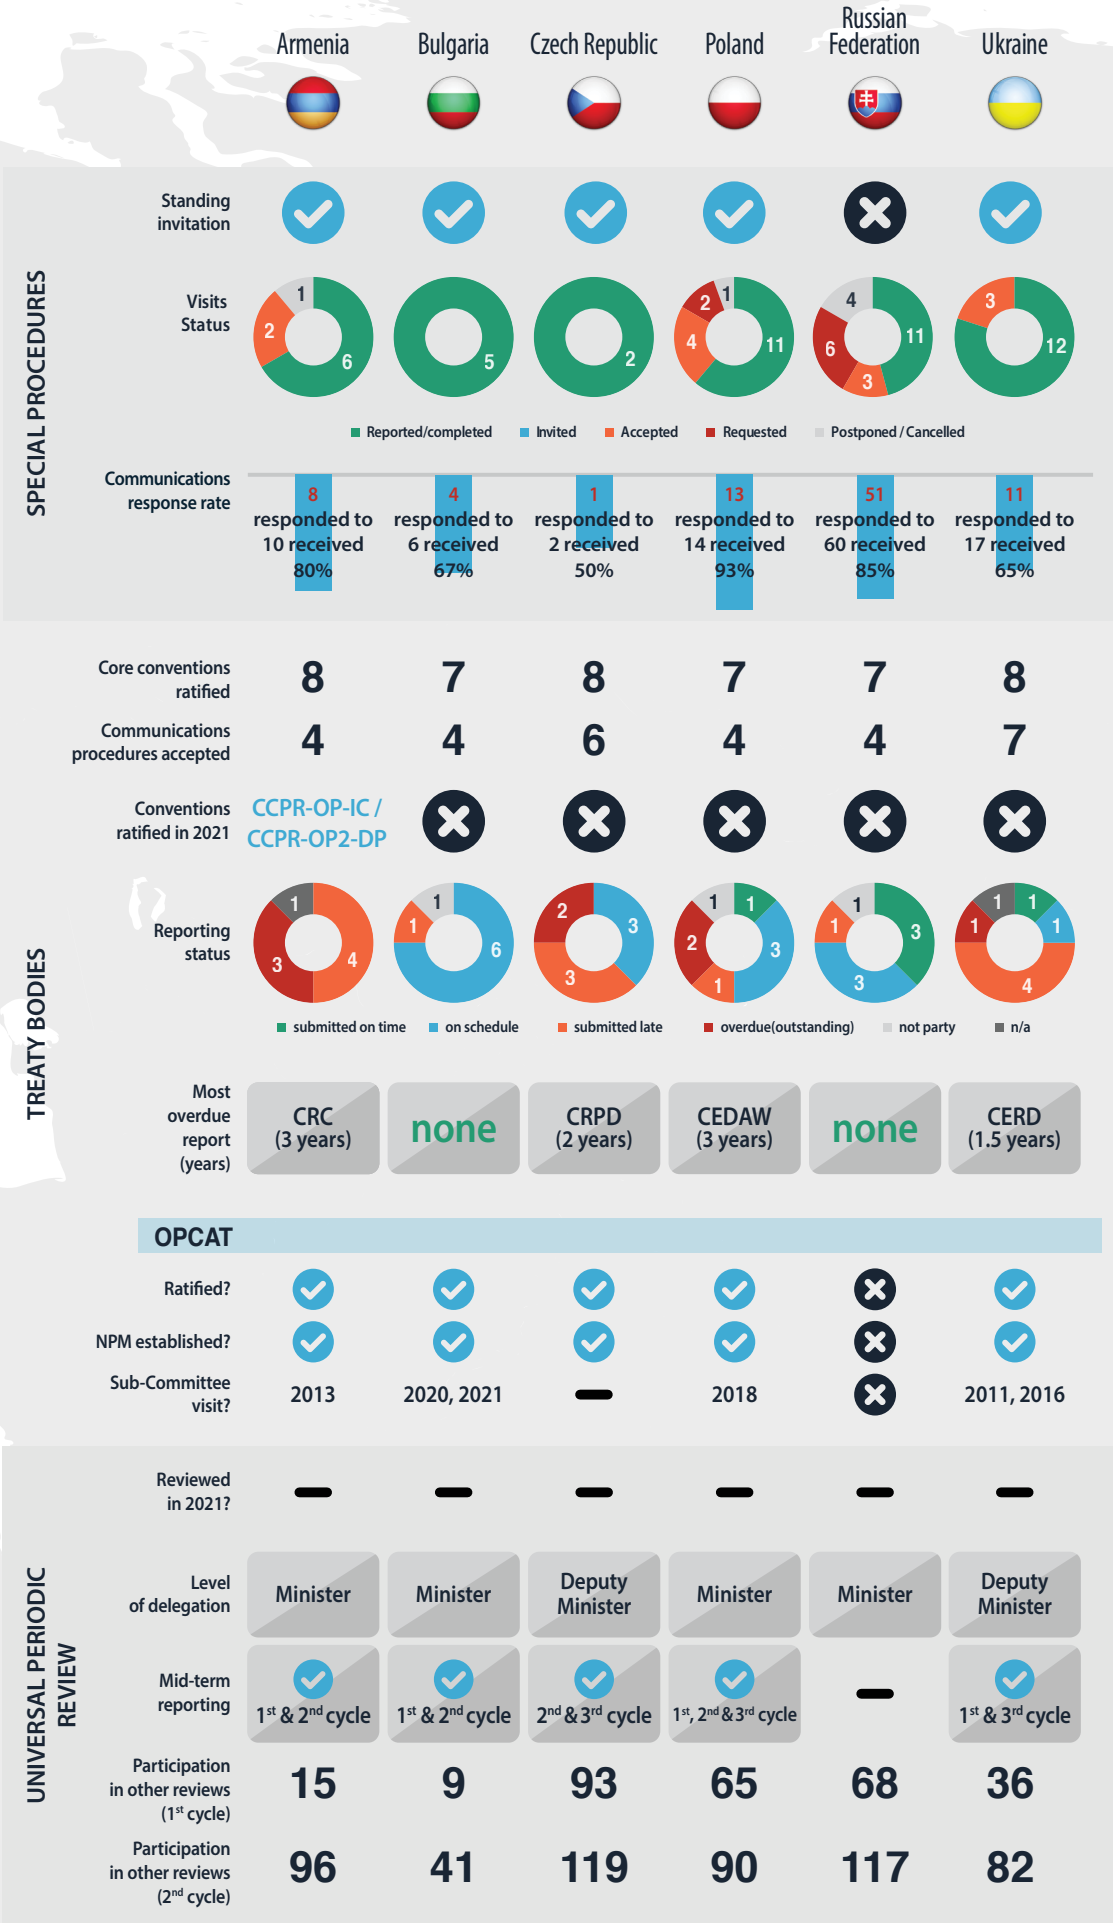 Armenia
Bulgaria
Czech Republic
Poland
Russian
Federation
Ukraine
SPECIAL PROCEDURES
Standing
invitation
Visits
Status
1
2
6
5
2
2
1
4
11
4
6
11
3
3
12
Reported/completed Invited Accepted Requested Postponed / Cancelled
Communications
response rate
8
responded to
10 received
80%
4
responded to
6 received
67%
1
responded to
2 received
50%
13
responded to
14 received
93%
51
responded to
60 received
85%
11
responded to
17 received
65%
TREATY BODIES
Core conventions
ratified
8 7 8 7 7 8
Communications
procedures accepted
4 4 6 4 4 7
Conventions
ratified in 2021
CCPR-OP-IC /
CCPR-OP2-DP
Reporting
status
1
3
4
1
1
6
2
3
3
1
1
2
3
1
1
1
3
3
1
1
1
1
4
submitted on time on schedule submitted late overdue(outstanding) not party n/a
Most
overdue
report
(years)
CRC
(3 years)
none
CRPD
(2 years)
CEDAW
(3 years)
none
CERD
(1.5 years)
OPCAT
Ratified?
NPM established?
Sub-Committee
visit?
2013 2020, 2021 2018 2011, 2016
UNIVERSAL PERIODIC
REVIEW
Reviewed
in 2021?
Level
of delegation
Minister
Minister
Deputy
Minister
Minister
Minister
Deputy
Minister
Mid-term
reporting
1st & 2nd cycle
1st & 2nd cycle
2nd & 3rd cycle
1st, 2nd & 3rd cycle
1st & 3rd cycle
Participation
in other reviews
(1st cycle)
15 9 93 65 68 36
Participation
in other reviews
(2nd cycle)
96 41 119 90 117 82